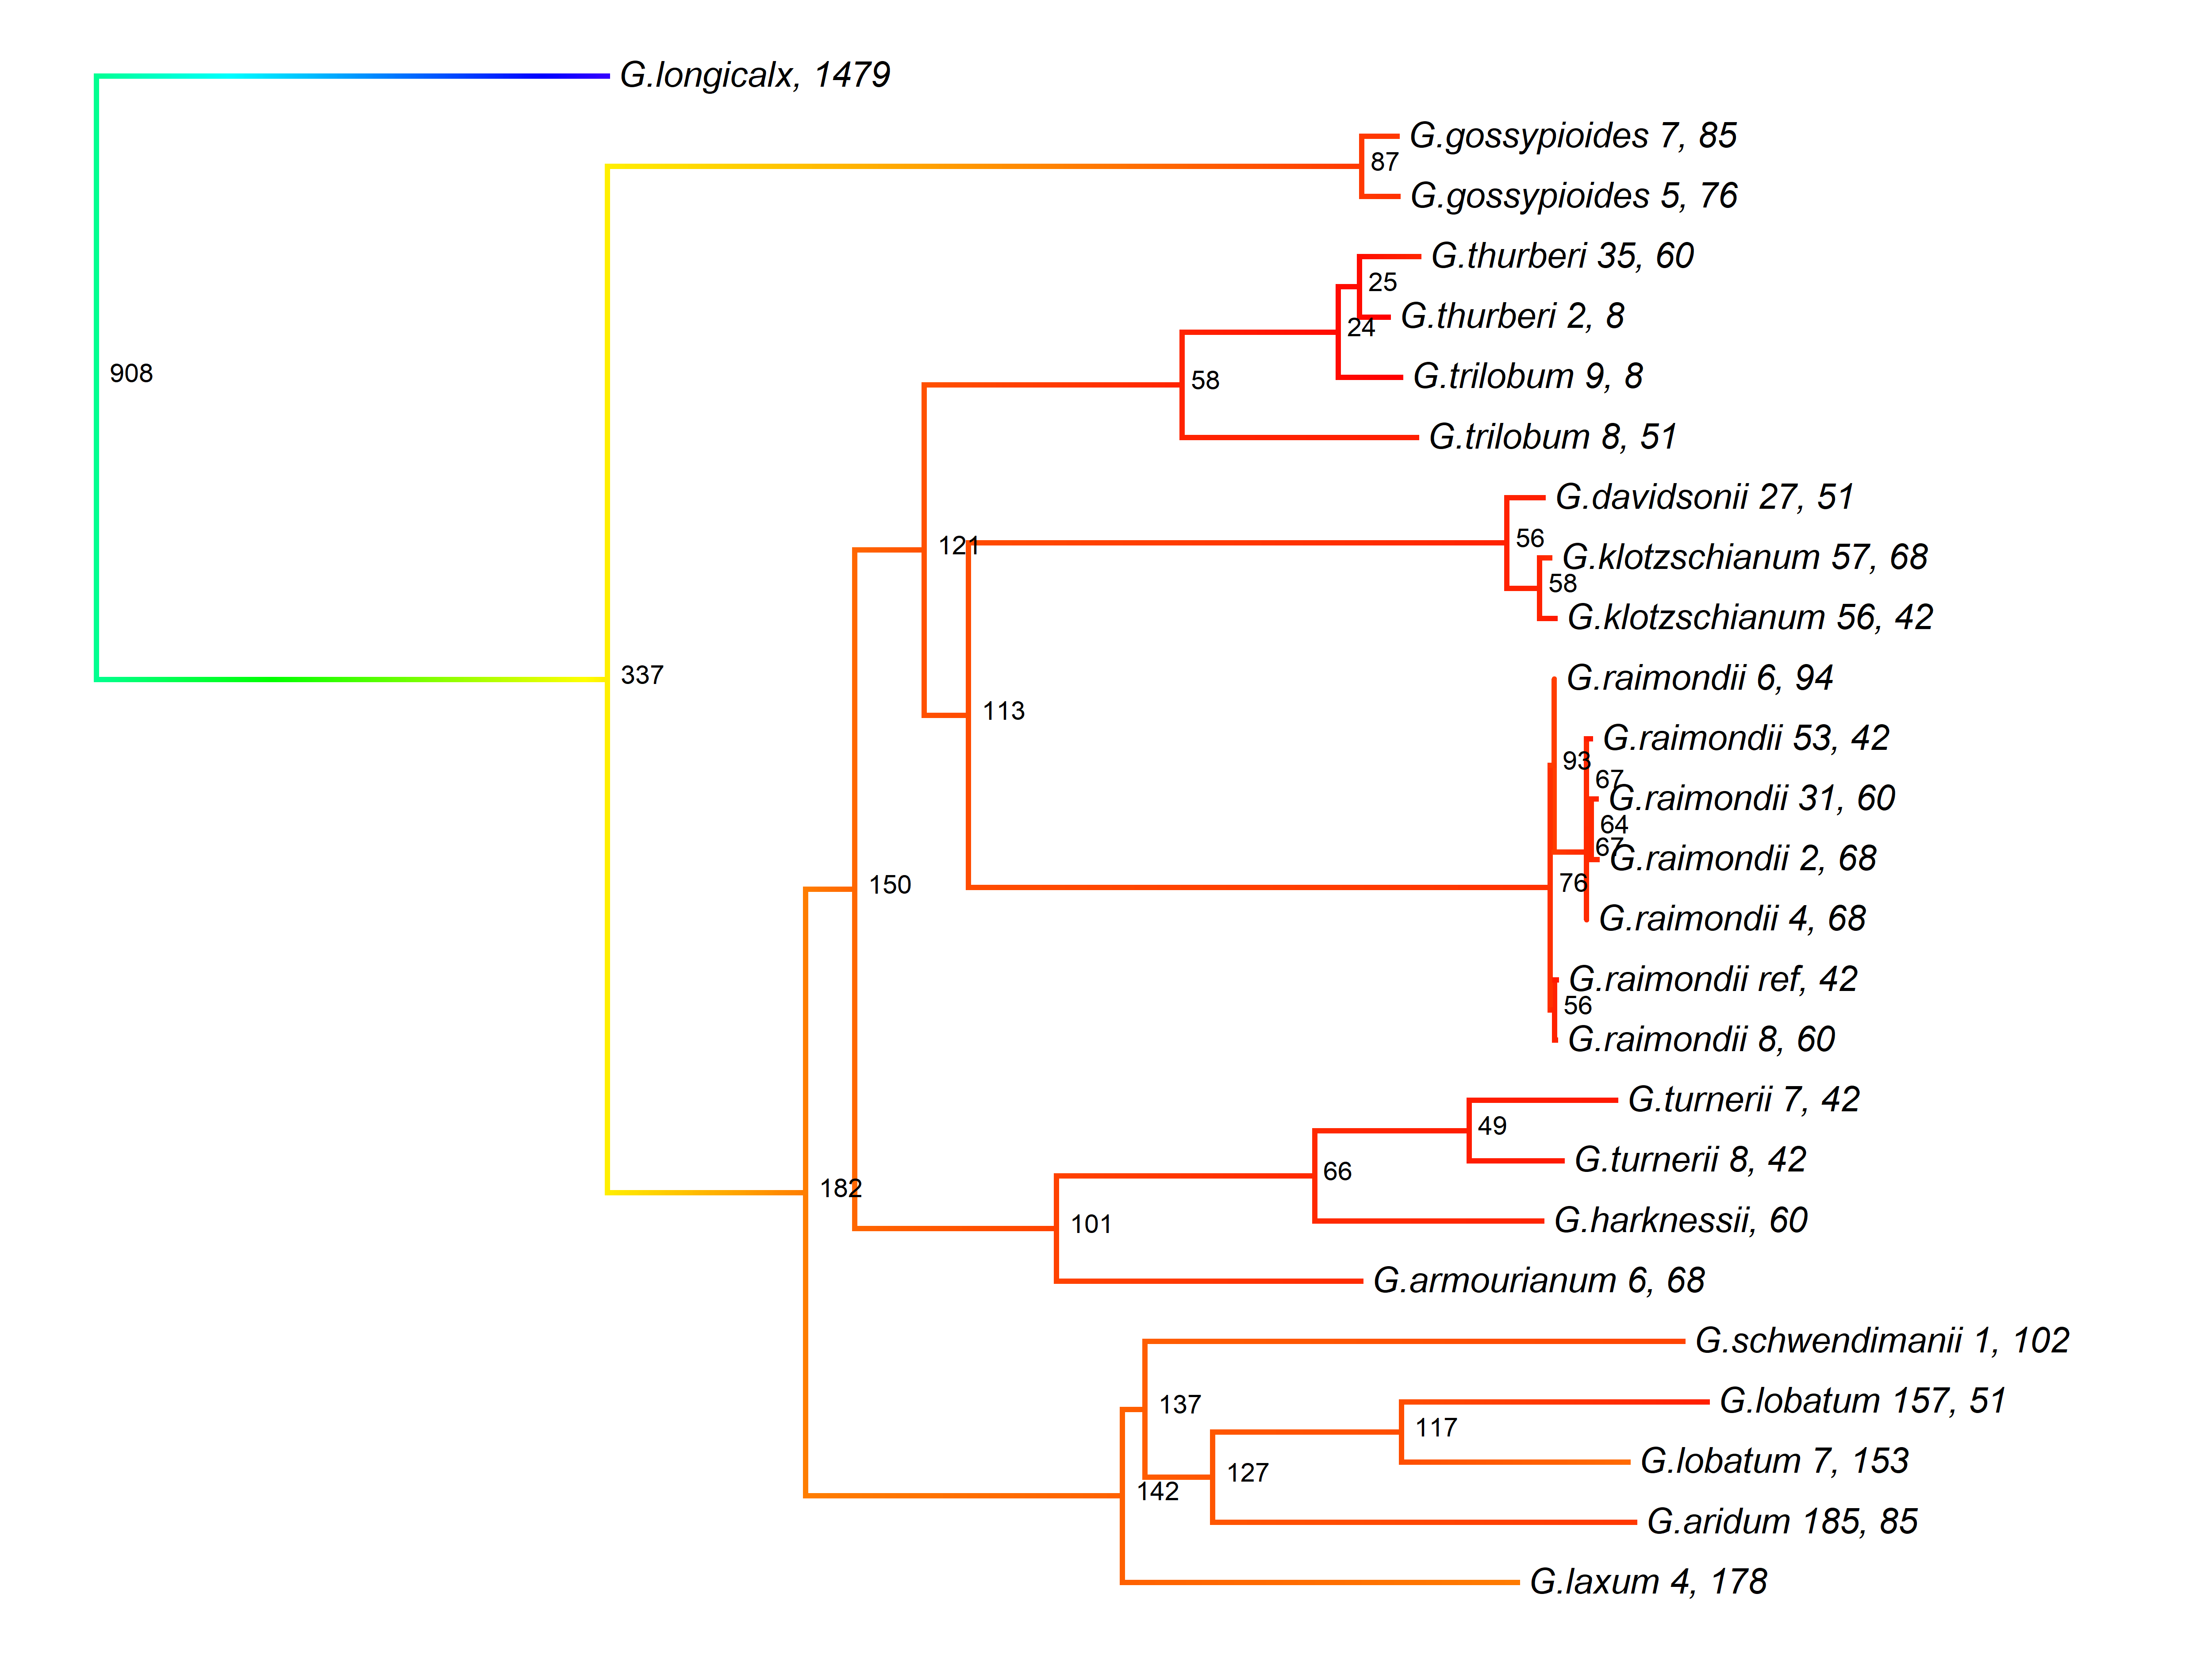 G.longicalx, 1479
G.gossypioides 7, 85
87
G.gossypioides 5, 76
G.thurberi 35, 60
25
G.thurberi 2, 8
24
908
G.trilobum 9, 8
58
G.trilobum 8, 51
G.davidsonii 27, 51
56
121
G.klotzschianum 57, 68
58
G.klotzschianum 56, 42
337
G.raimondii 6, 94
113
G.raimondii 53, 42
93
67
G.raimondii 31, 60
64
67
G.raimondii 2, 68
150
76
G.raimondii 4, 68
G.raimondii ref, 42
56
G.raimondii 8, 60
G.turnerii 7, 42
49
G.turnerii 8, 42
66
182
G.harknessii, 60
101
G.armourianum 6, 68
G.schwendimanii 1, 102
137
G.lobatum 157, 51
117
G.lobatum 7, 153
127
142
G.aridum 185, 85
G.laxum 4, 178